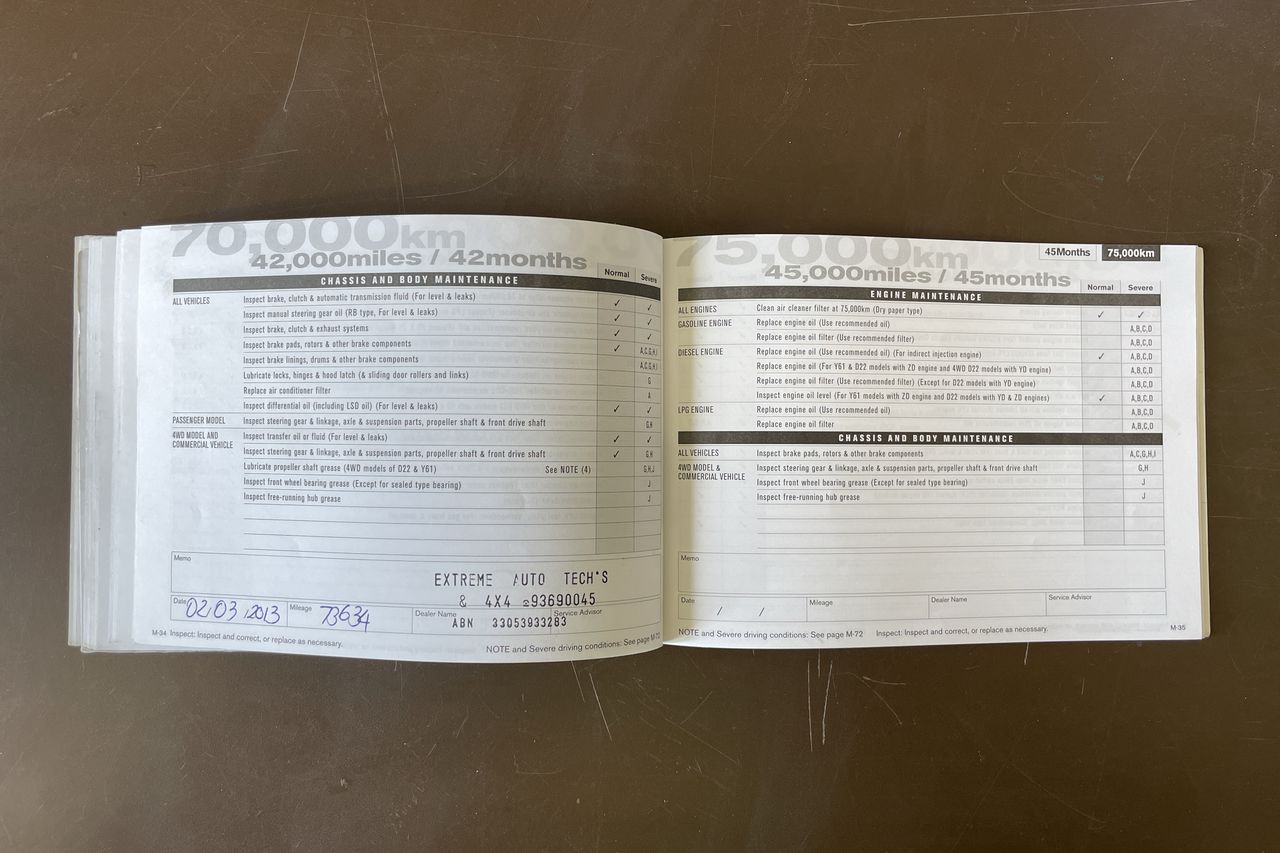 70,000km
42,000miles / 42months
Normal Severe
CHASSIS AND BODY MAINTENANCE
ALL VEHICLES Inspect brake, clutch & automatic transmission fluid (For level & leaks) ✓ ✓
Inspect manual steering gear oil (RB type, For level & leaks) ✓ ✓
Inspect brake, clutch & exhaust systems ✓ ✓
Inspect brake pads, rotors & other brake components ✓ A,C,G,H,I
Inspect brake linings, drums & other brake components A,C,G,H,I
Lubricate locks, hinges & hood latch (& sliding door rollers and links) G
Replace air conditioner filter A
Inspect differential oil (including LSD oil) (For level & leaks) ✓ ✓
PASSENGER MODEL Inspect steering gear & linkage, axle & suspension parts, propeller shaft & front drive shaft G,H
4WD MODEL AND COMMERCIAL VEHICLE Inspect transfer oil or fluid (For level & leaks) ✓ ✓
Inspect steering gear & linkage, axle & suspension parts, propeller shaft & front drive shaft ✓ G,H
Lubricate propeller shaft grease (4WD models of D22 & Y61) See NOTE (4) G,H,J
Inspect front wheel bearing grease (Except for sealed type bearing) J
Inspect free-running hub grease J
Memo
EXTREME AUTO TECH'S
& 4X4 ☎93690045
ABN 33053933283
Date 02/03/2013 Mileage 73634 Dealer Name Service Advisor
M-34 Inspect: Inspect and correct, or replace as necessary. NOTE and Severe driving conditions: See page M-72
75,000km
45,000miles / 45months
45Months 75,000km
Normal Severe
ENGINE MAINTENANCE
ALL ENGINES Clean air cleaner filter at 75,000km (Dry paper type) ✓ ✓
GASOLINE ENGINE Replace engine oil (Use recommended oil) A,B,C,D
Replace engine oil filter (Use recommended filter) A,B,C,D
DIESEL ENGINE Replace engine oil (Use recommended oil) (For indirect injection engine) ✓ A,B,C,D
Replace engine oil (For Y61 & D22 models with ZD engine and 4WD D22 models with YD engine) A,B,C,D
Replace engine oil filter (Use recommended filter) (Except for D22 models with YD engine) A,B,C,D
Inspect engine oil level (For Y61 models with ZD engine and D22 models with YD & ZD engines) ✓ A,B,C,D
LPG ENGINE Replace engine oil (Use recommended oil) A,B,C,D
Replace engine oil filter A,B,C,D
CHASSIS AND BODY MAINTENANCE
ALL VEHICLES Inspect brake pads, rotors & other brake components A,C,G,H,I
4WD MODEL & COMMERCIAL VEHICLE Inspect steering gear & linkage, axle & suspension parts, propeller shaft & front drive shaft G,H
Inspect front wheel bearing grease (Except for sealed type bearing) J
Inspect free-running hub grease J
Memo
Date / / Mileage Dealer Name Service Advisor
NOTE and Severe driving conditions: See page M-72 Inspect: Inspect and correct, or replace as necessary. M-35